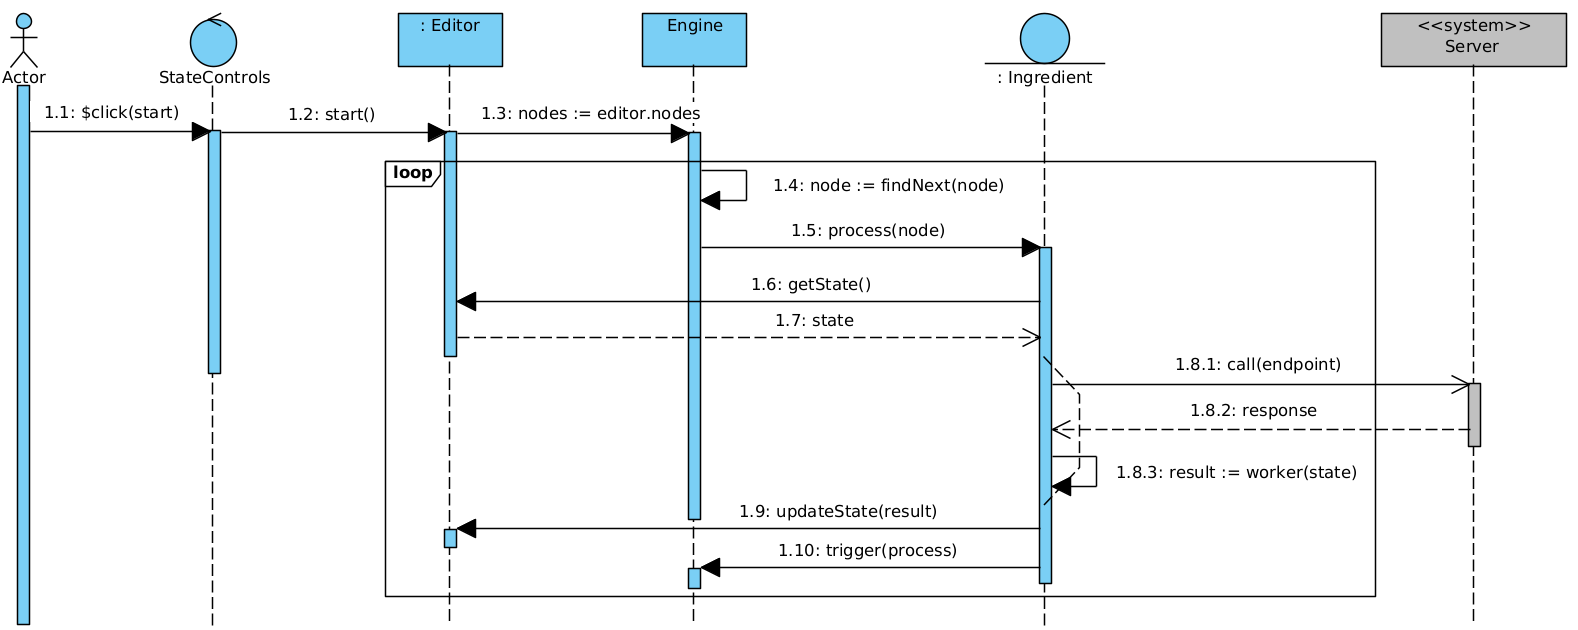 : Editor
Engine
<<system>>
Server
Actor
StateControls
: Ingredient
1.1: $click(start)
1.2: start()
1.3: nodes := editor.nodes
loop
1.4: node := findNext(node)
1.5: process(node)
1.6: getState()
1.7: state
1.8.1: call(endpoint)
1.8.2: response
1.8.3: result := worker(state)
1.9: updateState(result)
1.10: trigger(process)